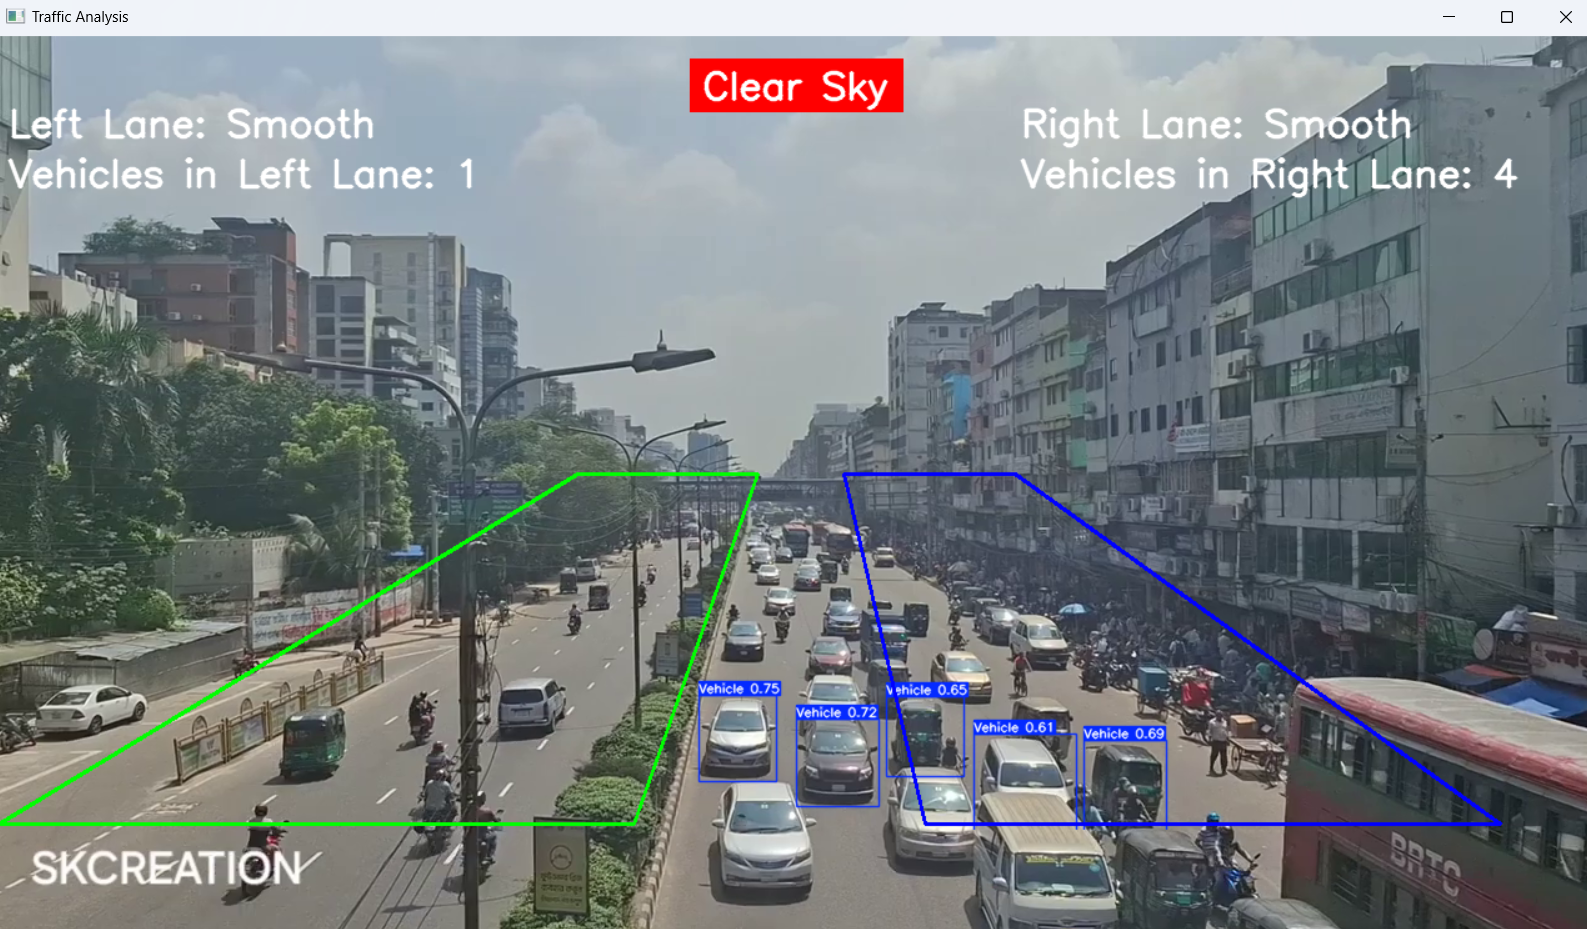 Traffic Analysis
Clear Sky
Left Lane: Smooth
Vehicles in Left Lane: 1
Right Lane: Smooth
Vehicles in Right Lane: 4
Vehicle 0.75
Vehicle 0.65
Vehicle 0.72
Vehicle 0.61
Vehicle 0.69
SKCREATION
BRTC